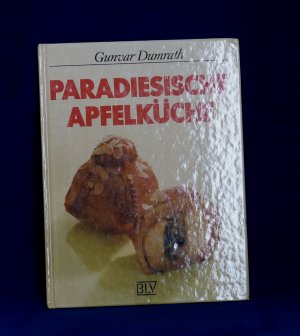 Gunvar Dumrath
PARADIESISCHE
APFELKÜCHE
BLV